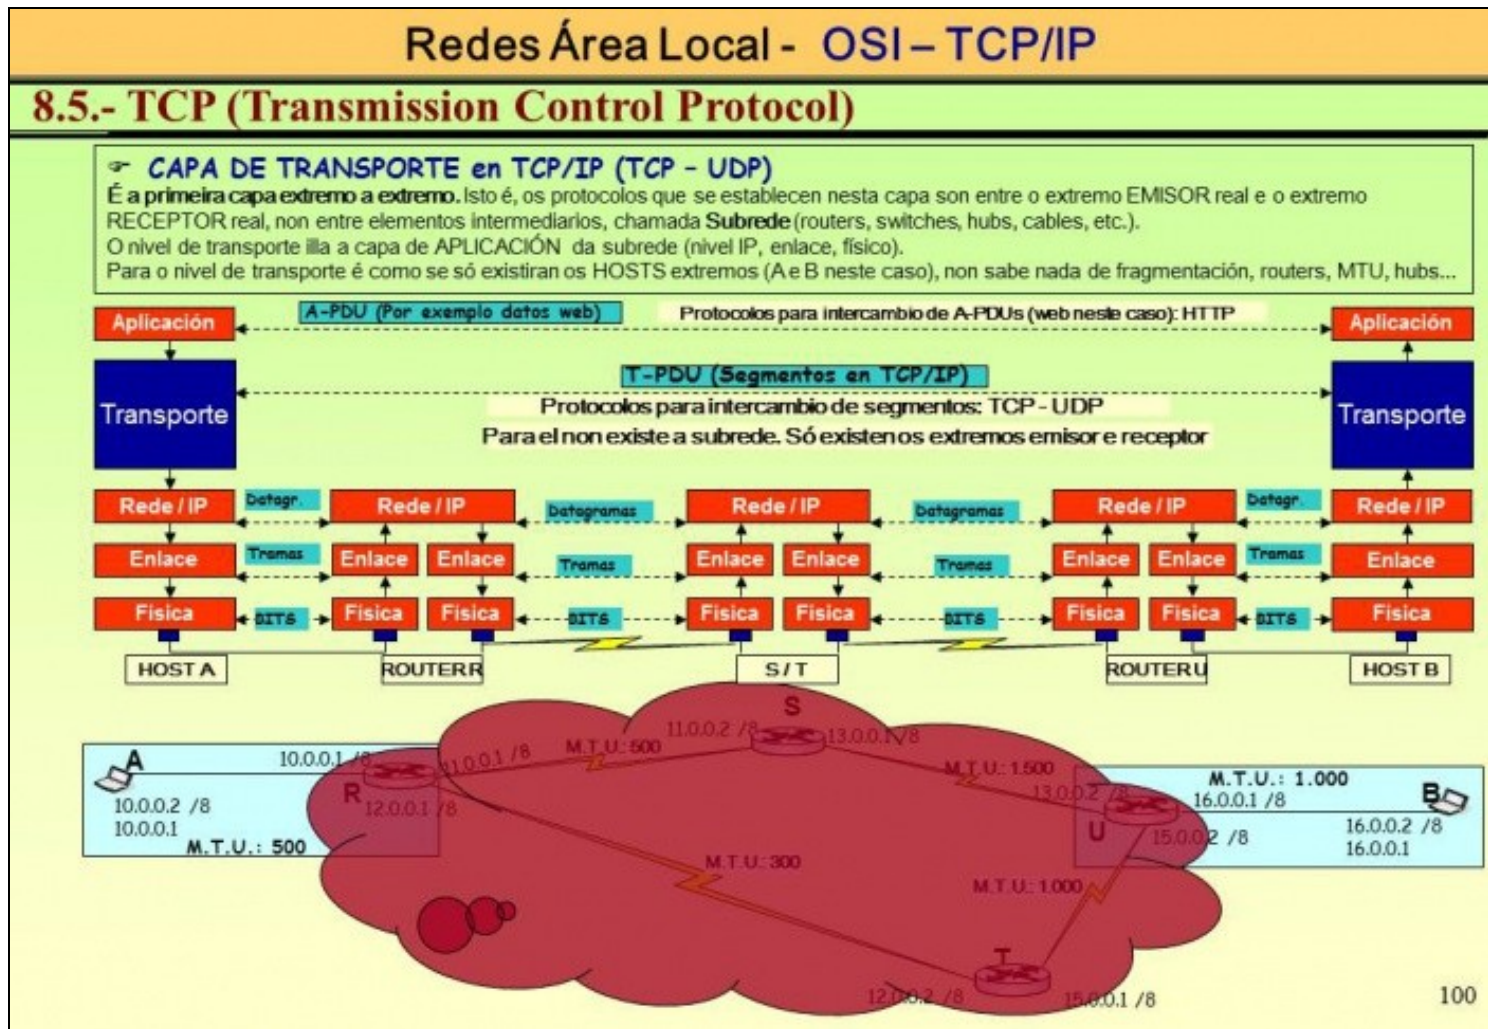 Redes Área Local - OSI – TCP/IP
8.5.- TCP (Transmission Control Protocol)
☞ CAPA DE TRANSPORTE en TCP/IP (TCP – UDP)
É a primeira capa extremo a extremo. Isto é, os protocolos que se establecen nesta capa son entre o extremo EMISOR real e o extremo
RECEPTOR real, non entre elementos intermediarios, chamada Subrede (routers, switches, hubs, cables, etc.).
O nivel de transporte illa a capa de APLICACIÓN da subrede (nivel IP, enlace, físico).
Para o nivel de transporte é como se só existiran os HOSTS extremos (A e B neste caso), non sabe nada de fragmentación, routers, MTU, hubs...
Aplicación
A-PDU (Por exemplo datos web)
Protocolos para intercambio de A-PDUs (web neste caso): HTTP
Aplicación
Transporte
T-PDU (Segmentos en TCP/IP)
Protocolos para intercambio de segmentos: TCP - UDP
Para el non existe a subrede. Só existen os extremos emisor e receptor
Transporte
Rede / IP
Datagr.
Rede / IP
Datagramas
Rede / IP
Datagramas
Rede / IP
Datagr.
Rede / IP
Enlace
Tramas
Enlace
Enlace
Tramas
Enlace
Enlace
Tramas
Enlace
Enlace
Tramas
Enlace
Física
BITS
Física
Física
BITS
Física
Física
BITS
Física
Física
BITS
Física
HOST A
ROUTER R
S / T
ROUTER U
HOST B
A
10.0.0.2 /8
10.0.0.1
M.T.U.: 500
10.0.0.1 /8
R
11.0.0.1 /8
12.0.0.1 /8
M.T.U.: 500
11.0.0.2 /8
S
13.0.0.1 /8
M.T.U.: 1.500
13.0.0.2 /8
U
M.T.U.: 1.000
16.0.0.1 /8
15.0.0.2 /8
B
16.0.0.2 /8
16.0.0.1
M.T.U.: 300
M.T.U.: 1.000
T
12.0.0.2 /8
15.0.0.1 /8
100